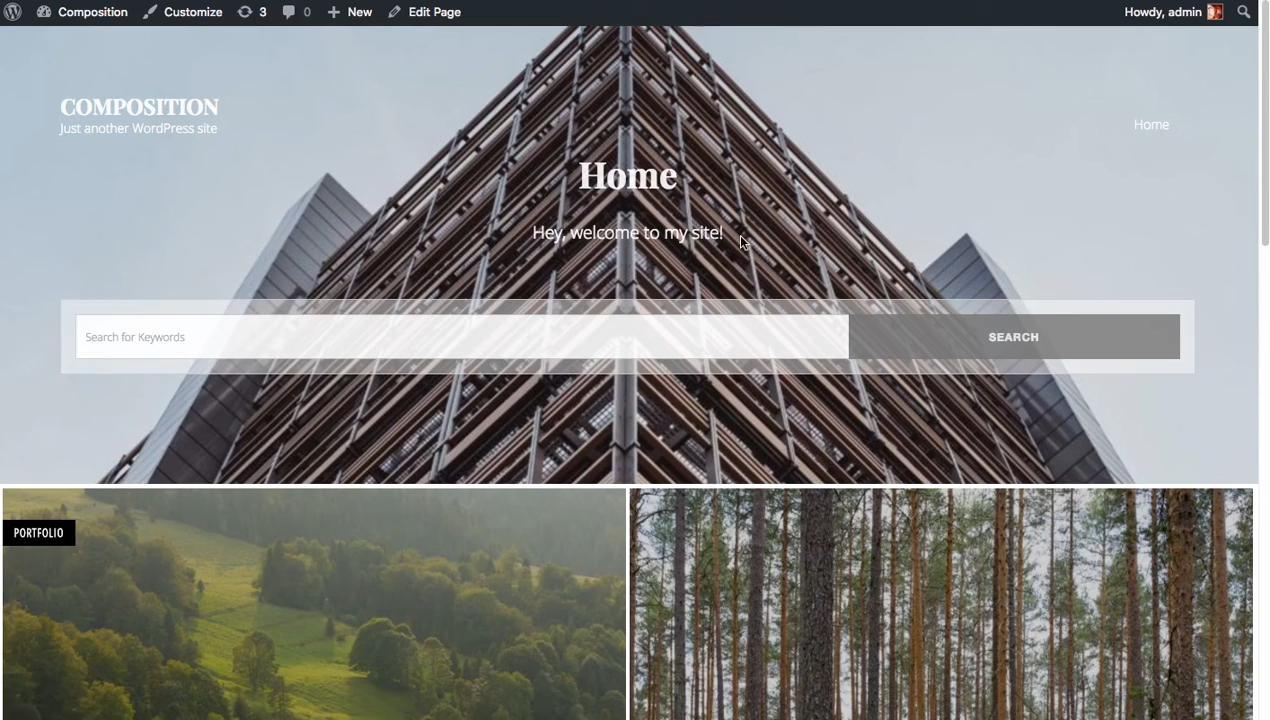 Composition Customize 3 0 New Edit Page Howdy, admin
COMPOSITION
Just another WordPress site
Home
Home
Hey, welcome to my site!
Search for Keywords SEARCH
PORTFOLIO